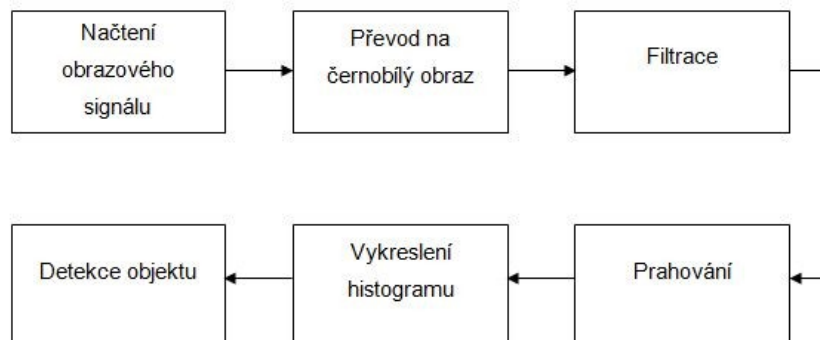 Načtení
obrazového
signálu
Převod na
černobílý obraz
Filtrace
Prahování
Vykreslení
histogramu
Detekce objektu